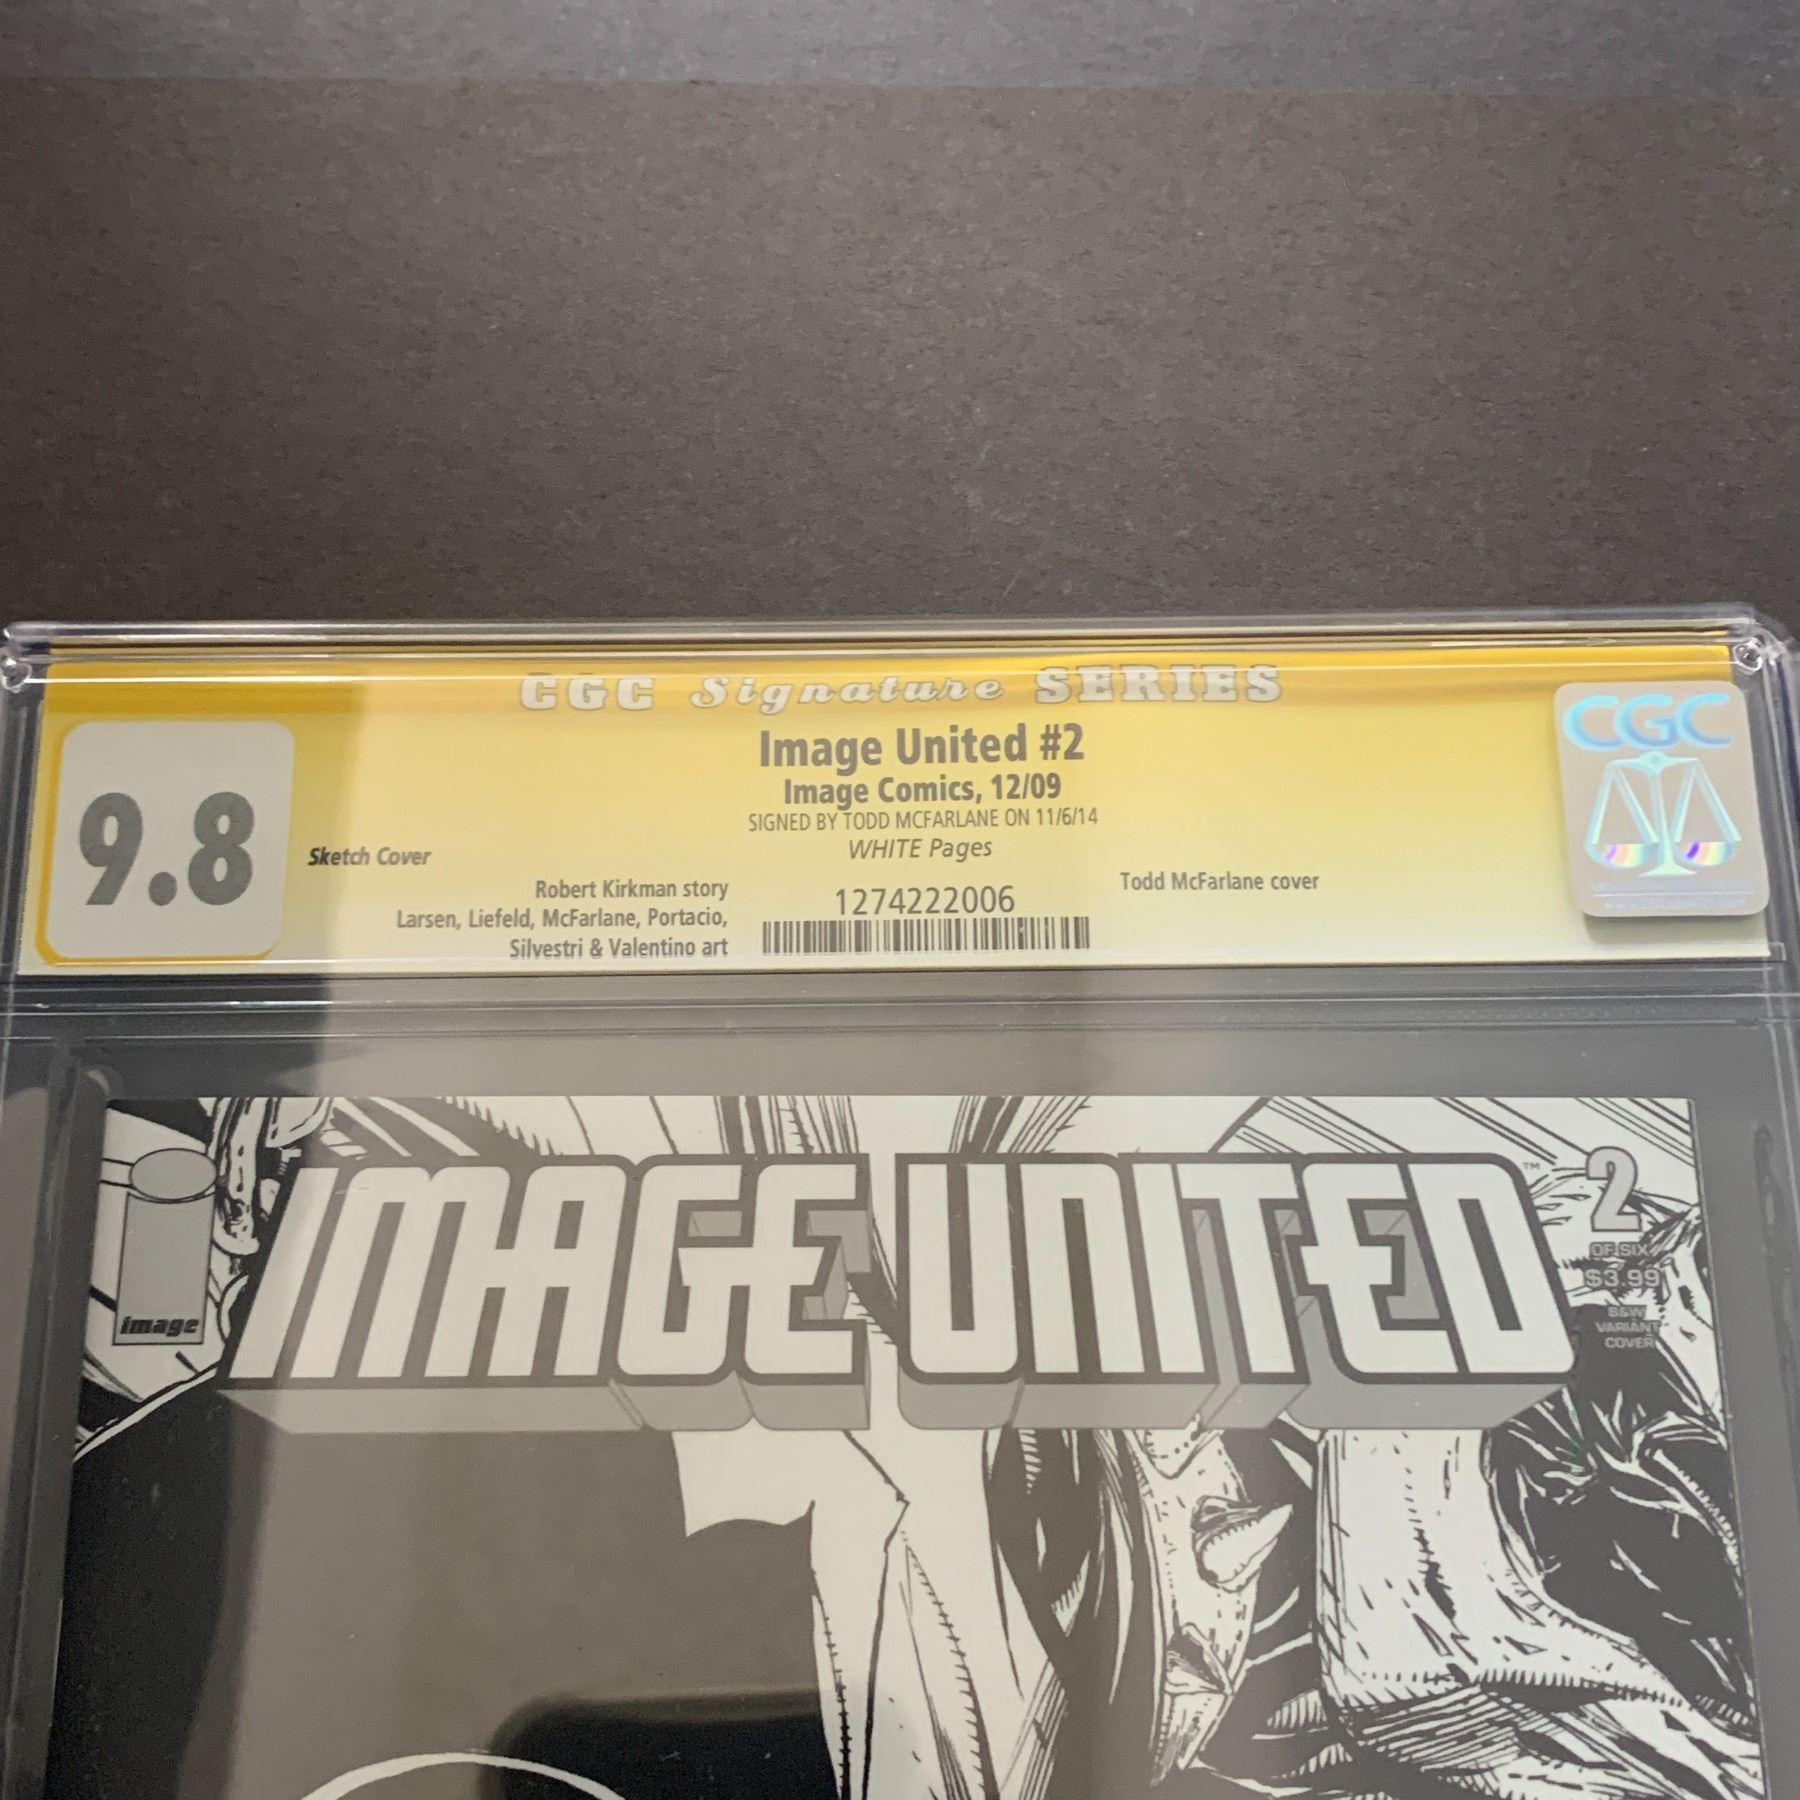 CGC Signature SERIES
Image United #2
Image Comics, 12/09
SIGNED BY TODD MCFARLANE ON 11/6/14
WHITE Pages
9.8
Sketch Cover
Robert Kirkman story
Larsen, Liefeld, McFarlane, Portacio,
Silvestri & Valentino art
1274222006
Todd McFarlane cover
CGC
image
IMAGE UNITED ™
2
OF SIX
$3.99
B&W
VARIANT
COVER